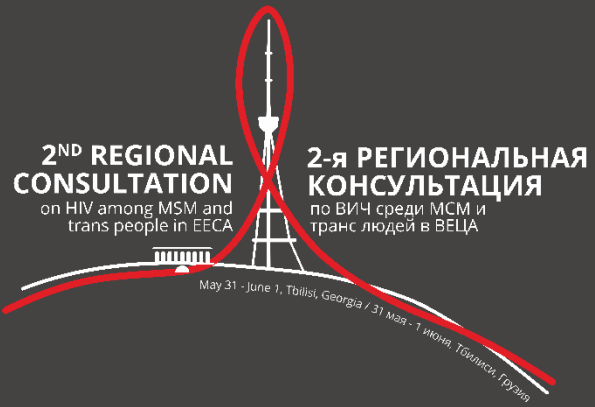 2ND REGIONAL
CONSULTATION
on HIV among MSM and
trans people in EECA
2-я РЕГИОНАЛЬНАЯ
КОНСУЛЬТАЦИЯ
по ВИЧ среди МСМ и
транс людей в ВЕЦА
May 31 - June 1, Tbilisi, Georgia / 31 мая - 1 июня, Тбилиси, Грузия